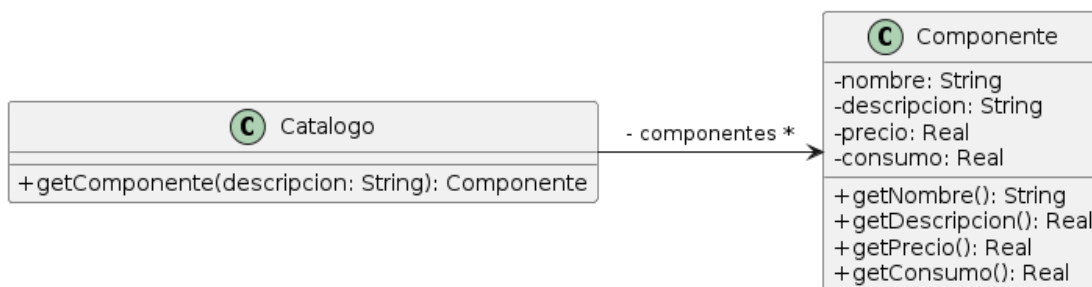 C Catalogo
+getComponente(descripcion: String): Componente
- componentes *
C Componente
-nombre: String
-descripcion: String
-precio: Real
-consumo: Real
+getNombre(): String
+getDescripcion(): Real
+getPrecio(): Real
+getConsumo(): Real